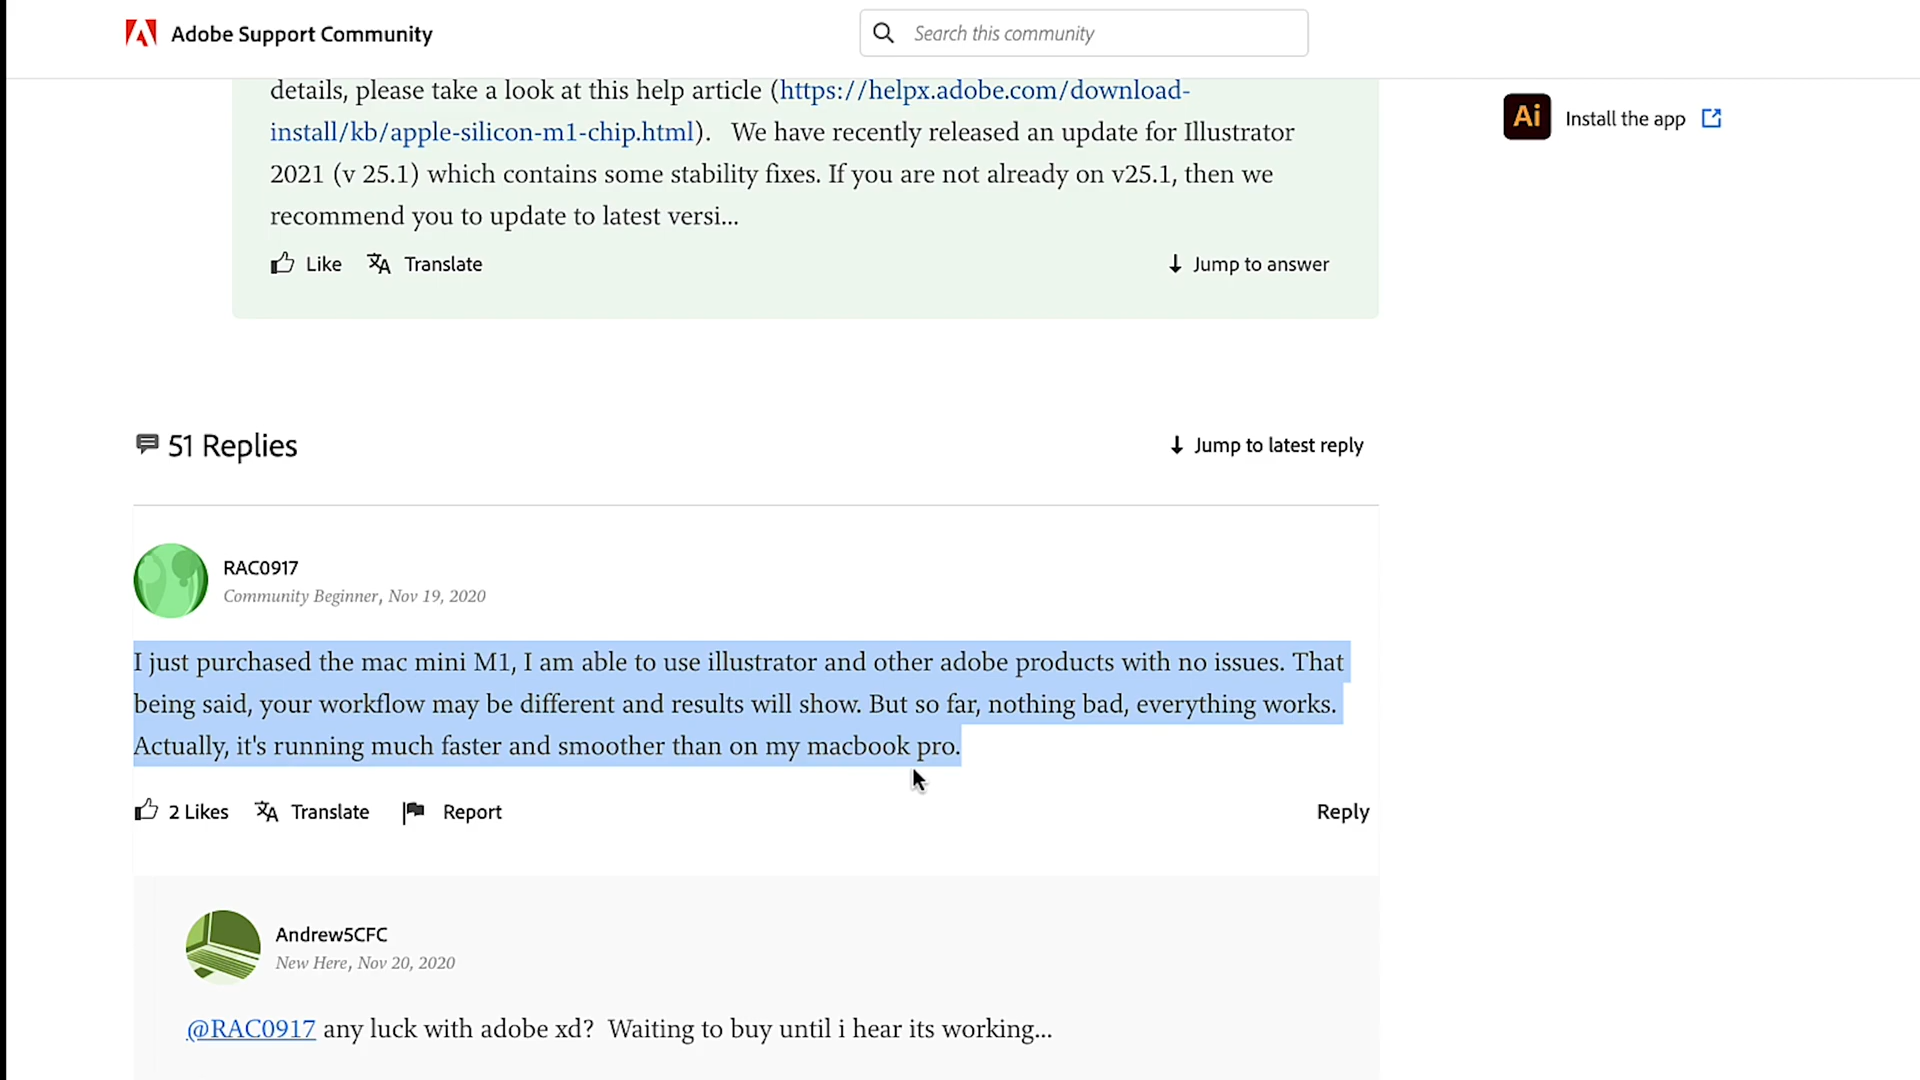 Adobe Support Community
Search this community
details, please take a look at this help article (https://helpx.adobe.com/download-
install/kb/apple-silicon-m1-chip.html).   We have recently released an update for Illustrator
2021 (v 25.1) which contains some stability fixes. If you are not already on v25.1, then we
recommend you to update to latest versi...
Like Translate Jump to answer
Ai Install the app
51 Replies Jump to latest reply
RAC0917
Community Beginner, Nov 19, 2020
I just purchased the mac mini M1, I am able to use illustrator and other adobe products with no issues. That
being said, your workflow may be different and results will show. But so far, nothing bad, everything works.
Actually, it's running much faster and smoother than on my macbook pro.
2 Likes Translate Report Reply
Andrew5CFC
New Here, Nov 20, 2020
@RAC0917 any luck with adobe xd?  Waiting to buy until i hear its working...